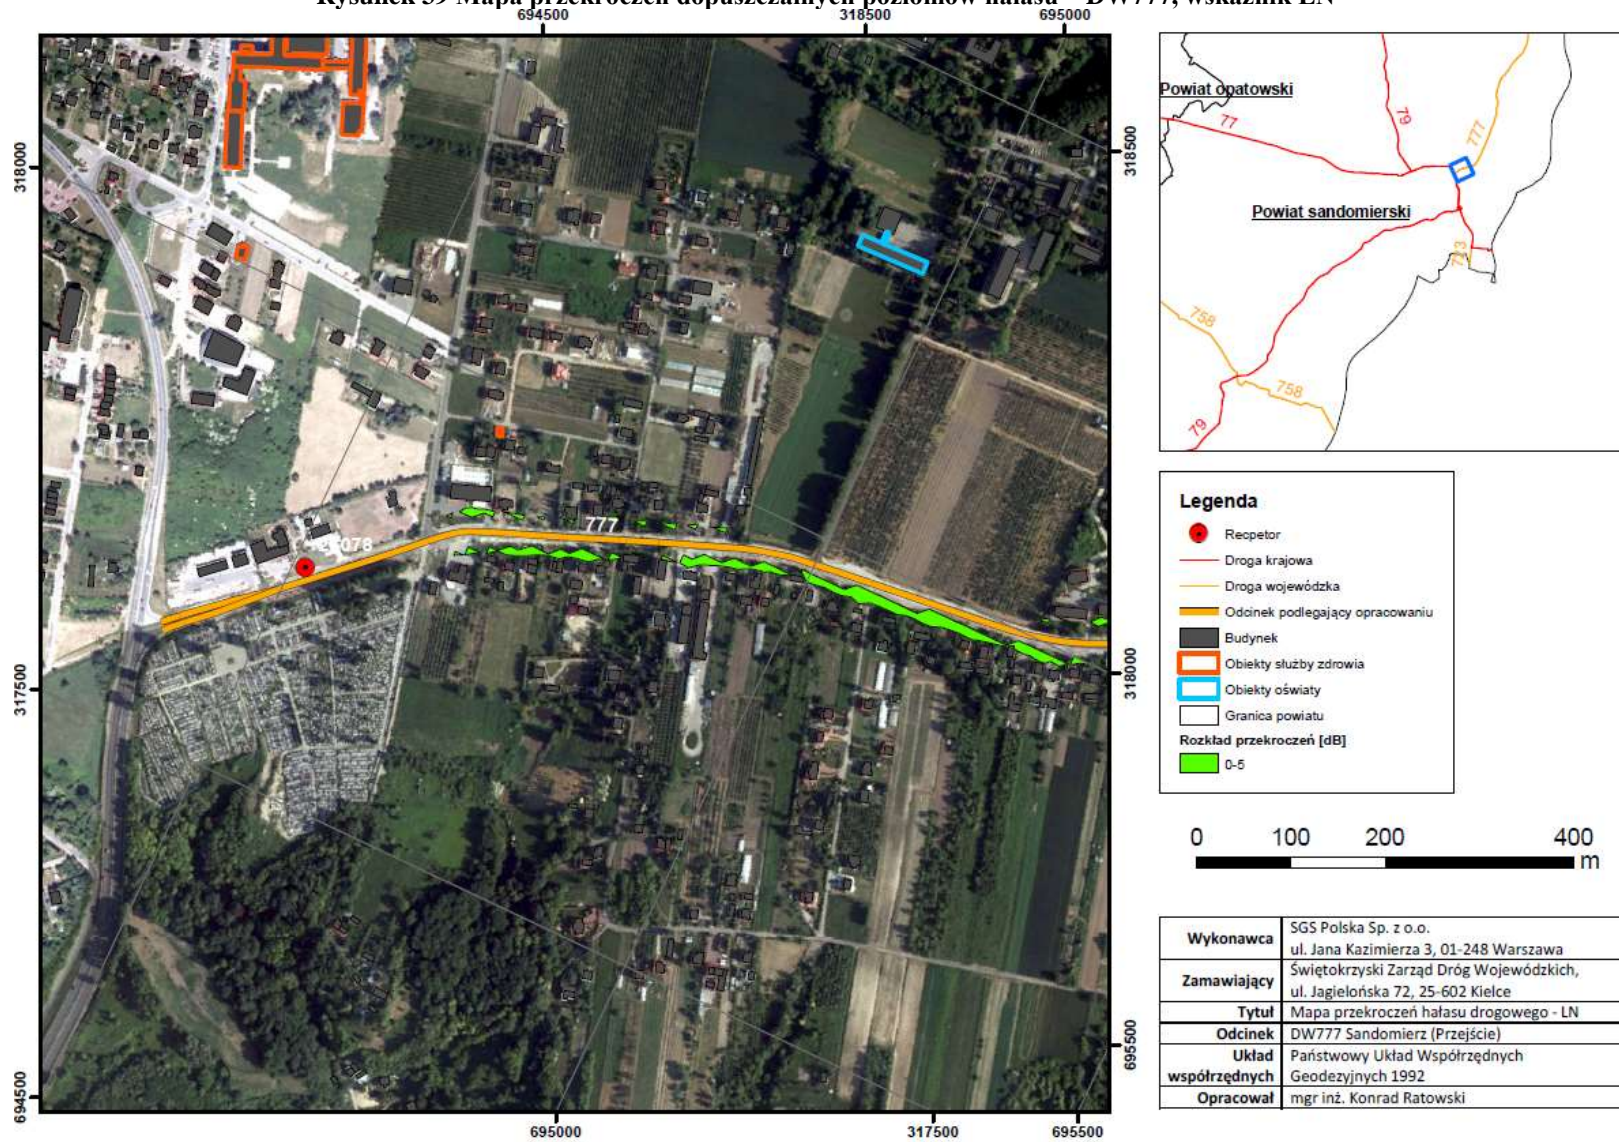 694500 318500 695000
318000
318500
777
078
317500
318000
694500
695500
695000 317500 695500
Powiat opatowski
77
79
777
Powiat sandomierski
723
758
758
79
Legenda
Recpetor
Droga krajowa
Droga wojewódzka
Odcinek podlegający opracowaniu
Budynek
Obiekty służby zdrowia
Obiekty oświaty
Granica powiatu
Rozkład przekroczeń [dB]
0-5
0 100 200 400
m
Wykonawca
SGS Polska Sp. z o.o.
ul. Jana Kazimierza 3, 01-248 Warszawa
Zamawiający
Świętokrzyski Zarząd Dróg Wojewódzkich,
ul. Jagielońska 72, 25-602 Kielce
Tytuł Mapa przekroczeń hałasu drogowego - LN
Odcinek DW777 Sandomierz (Przejście)
Układ współrzędnych
Państwowy Układ Współrzędnych
Geodezyjnych 1992
Opracował mgr inż. Konrad Ratowski